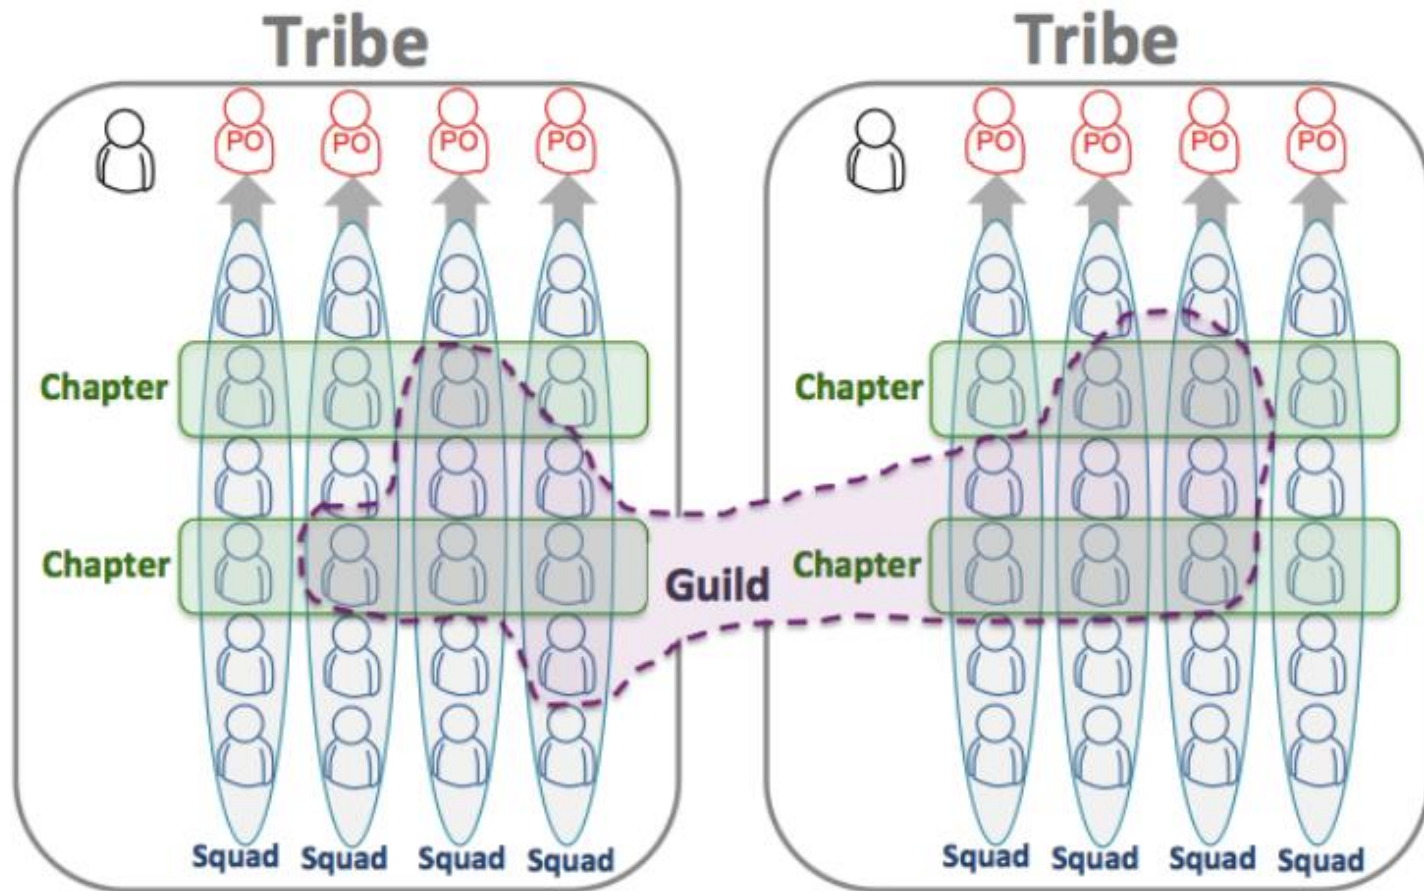 Tribe Tribe
PO PO PO PO PO PO PO PO
Chapter Chapter
Chapter Guild Chapter
Squad Squad Squad Squad Squad Squad Squad Squad